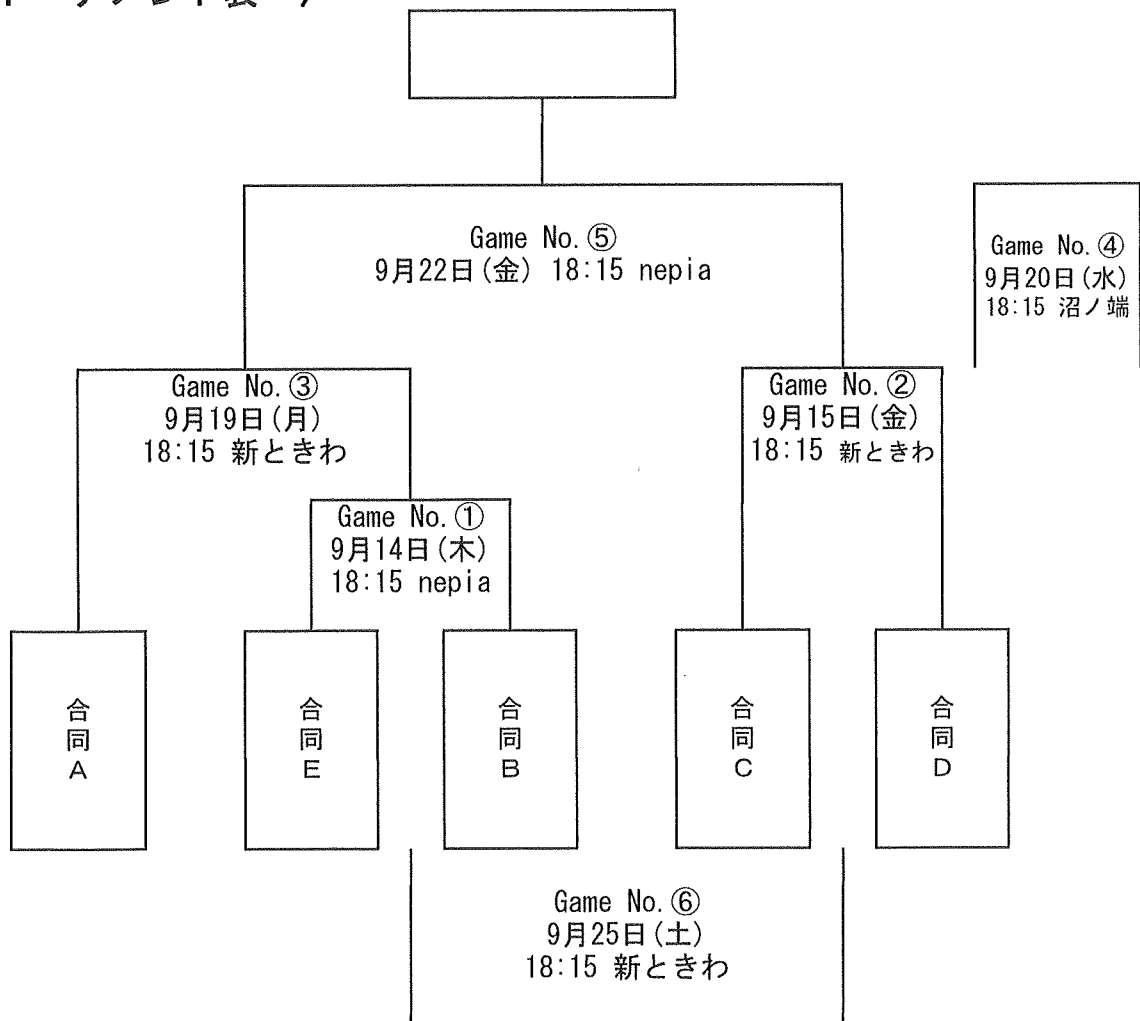 Game No.⑤
9月22日(金) 18:15 nepia
Game No.④
9月20日(水)
18:15 沼ノ端
Game No.③
9月19日(月)
18:15 新ときわ
Game No.②
9月15日(金)
18:15 新ときわ
Game No.①
9月14日(木)
18:15 nepia
合同A
合同E
合同B
合同C
合同D
Game No.⑥
9月25日(土)
18:15 新ときわ